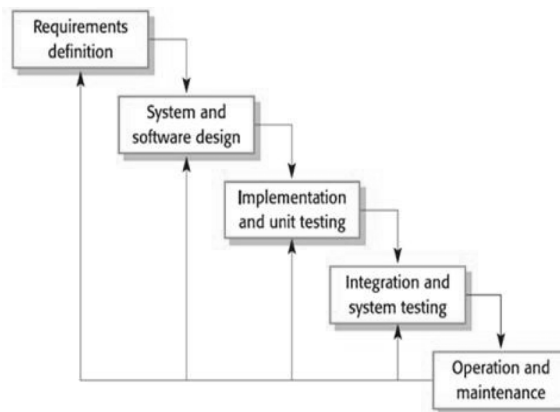 Requirements
definition
System and
software design
Implementation
and unit testing
Integration and
system testing
Operation and
maintenance